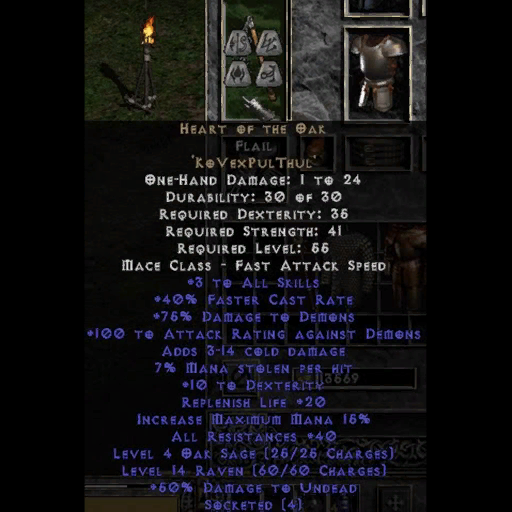 Heart of the Oak
Flail
'KoVexPulThul'
One-Hand Damage: 1 to 24
Durability: 30 of 30
Required Dexterity: 35
Required Strength: 41
Required Level: 55
Mace Class - Fast Attack Speed
+3 to All Skills
+40% Faster Cast Rate
+75% Damage to Demons
+100 to Attack Rating against Demons
Adds 3-14 cold damage
7% Mana stolen per hit
+10 to Dexterity
Replenish Life +20
Increase Maximum Mana 15%
All Resistances +40
Level 4 Oak Sage (25/25 Charges)
Level 14 Raven (60/60 Charges)
+50% Damage to Undead
Socketed (4)